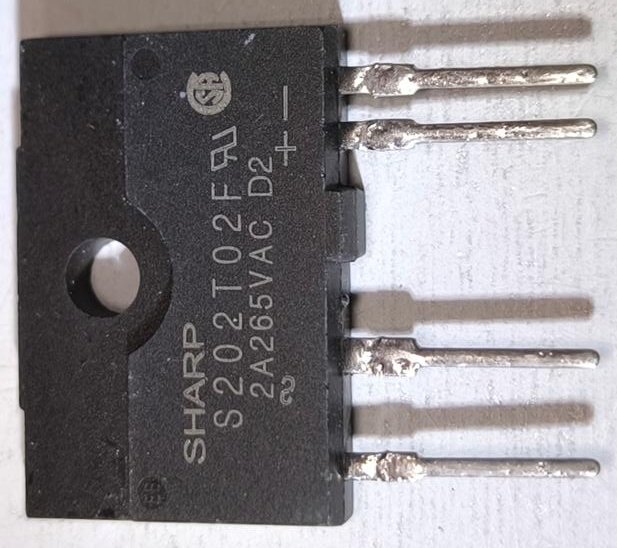 SHARP
S202T02F
2A265VAC D2
~ + −